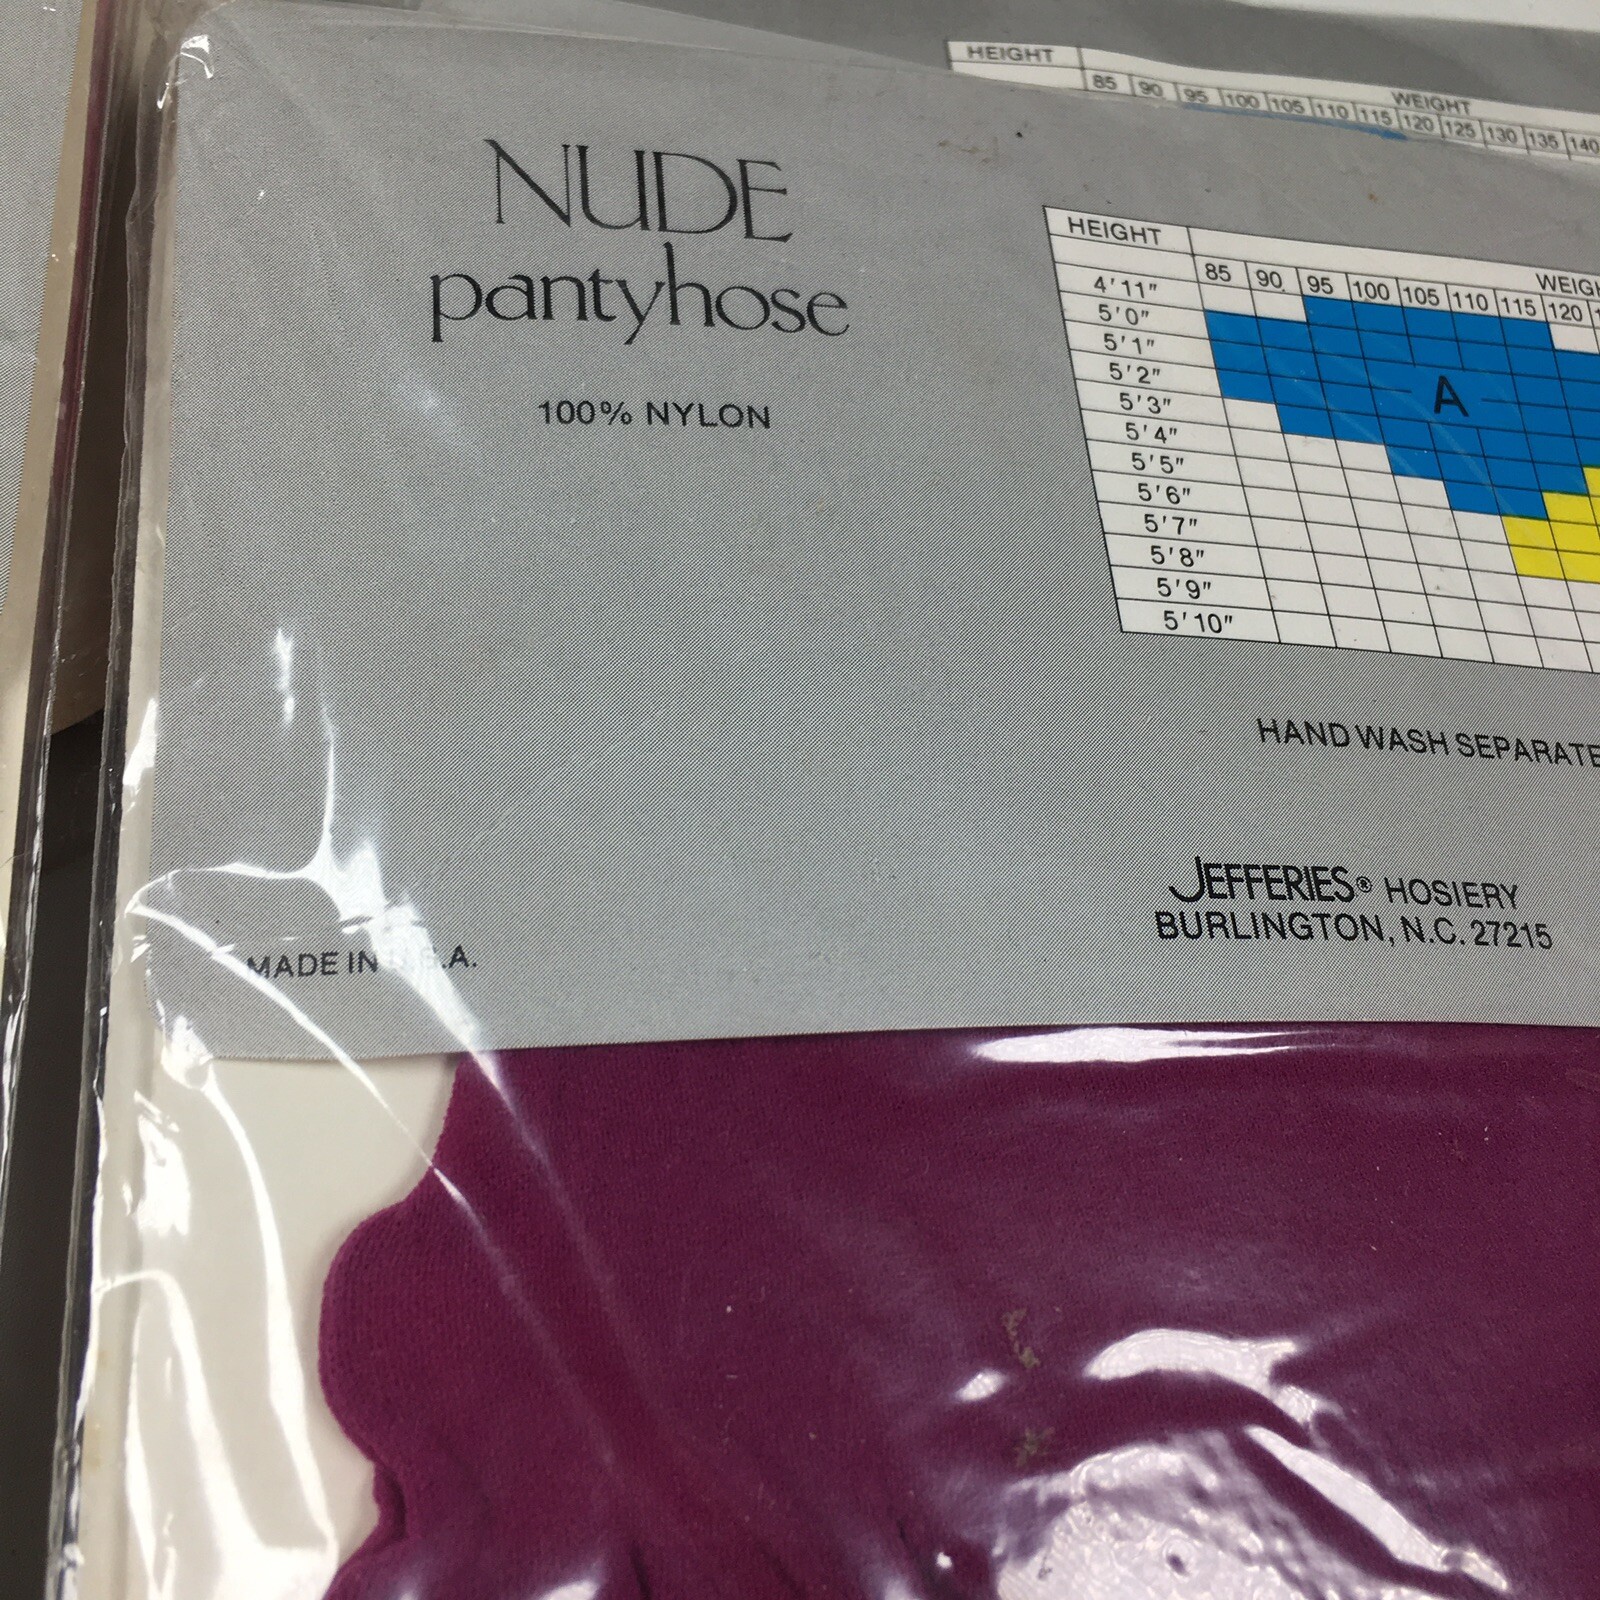 HEIGHT
WEIGHT
85 90 95 100 105 110 115 120 125 130 135 140
NUDE
pantyhose
100% NYLON
HEIGHT
85 90 95 100 105 110 115 120
4'11"
5'0"
5'1"
5'2"
A
5'3"
5'4"
5'5"
5'6"
5'7"
5'8"
5'9"
5'10"
HAND WASH
JEFFERIES® HOSIERY
BURLINGTON, N.C. 27215
MADE IN U.S.A.